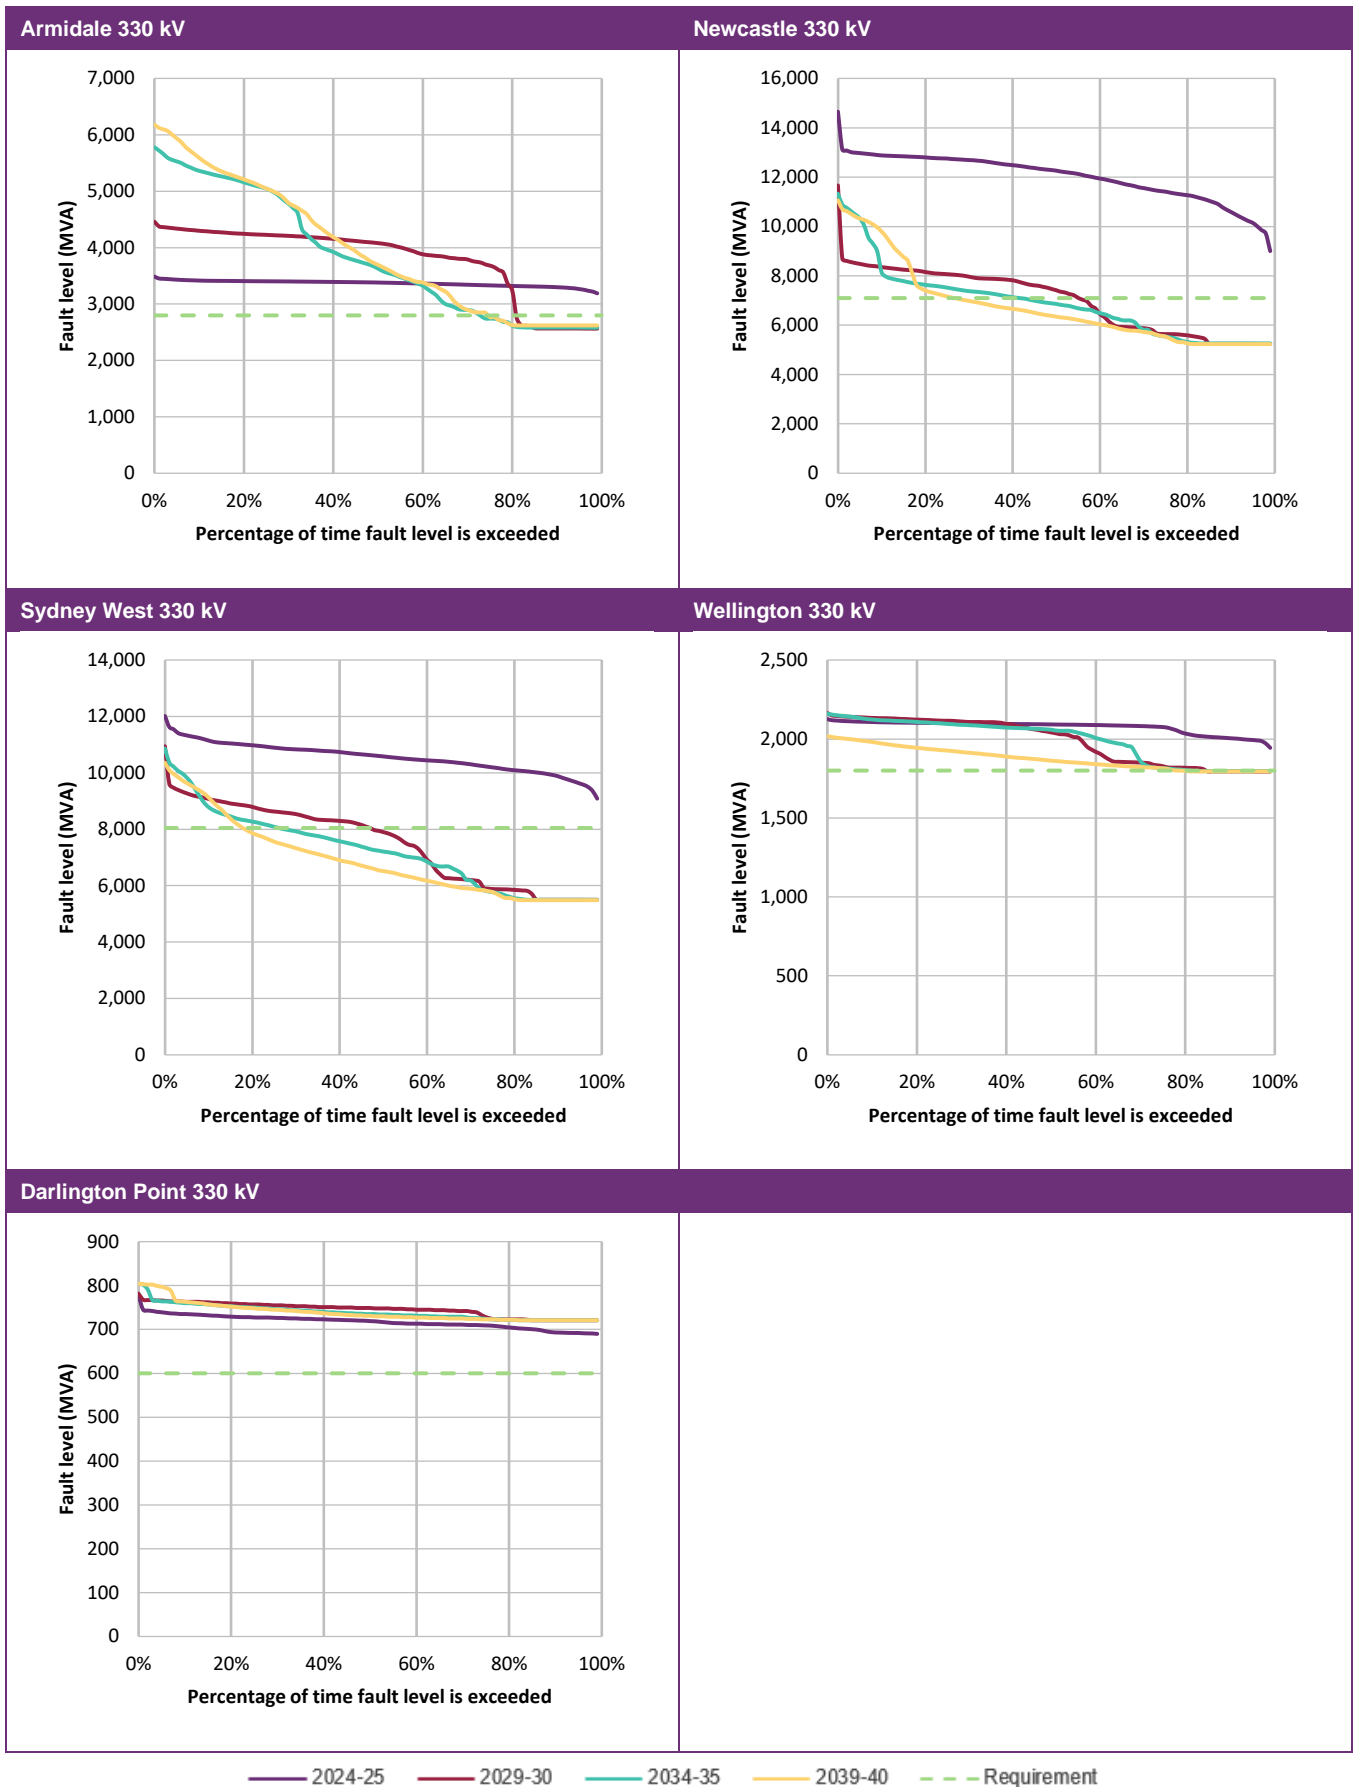 Armidale 330 kV
Newcastle 330 kV
7,000
6,000
5,000
4,000
3,000
2,000
1,000
0
Fault level (MVA)
0% 20% 40% 60% 80% 100%
Percentage of time fault level is exceeded
16,000
14,000
12,000
10,000
8,000
6,000
4,000
2,000
0
Fault level (MVA)
0% 20% 40% 60% 80% 100%
Percentage of time fault level is exceeded
Sydney West 330 kV
Wellington 330 kV
14,000
12,000
10,000
8,000
6,000
4,000
2,000
0
Fault level (MVA)
0% 20% 40% 60% 80% 100%
Percentage of time fault level is exceeded
2,500
2,000
1,500
1,000
500
0
Fault level (MVA)
0% 20% 40% 60% 80% 100%
Percentage of time fault level is exceeded
Darlington Point 330 kV
900
800
700
600
500
400
300
200
100
0
Fault level (MVA)
0% 20% 40% 60% 80% 100%
Percentage of time fault level is exceeded
2024-25 2029-30 2034-35 2039-40 Requirement